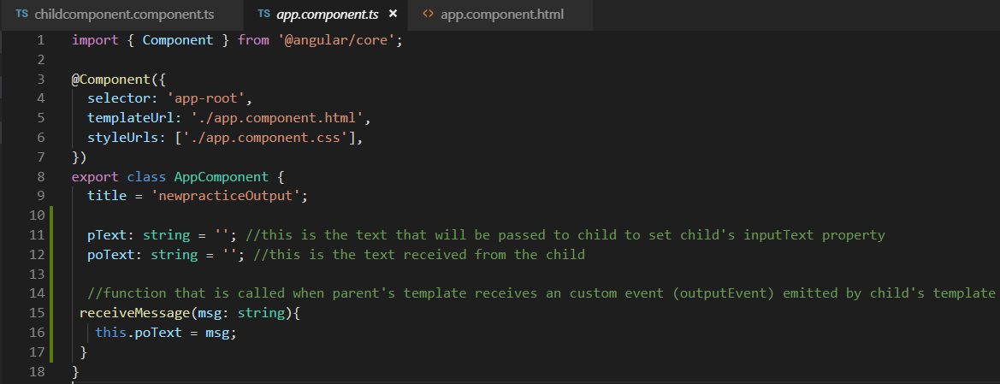 TS childcomponent.component.ts TS app.component.ts × <> app.component.html
1 import { Component } from '@angular/core';
2
3 @Component({
4 selector: 'app-root',
5 templateUrl: './app.component.html',
6 styleUrls: ['./app.component.css'],
7 })
8 export class AppComponent {
9 title = 'newpracticeOutput';
10
11 pText: string = ''; //this is the text that will be passed to child to set child's inputText property
12 poText: string = ''; //this is the text received from the child
13
14 //function that is called when parent's template receives an custom event (outputEvent) emitted by child's template
15 receiveMessage(msg: string){
16 this.poText = msg;
17 }
18 }